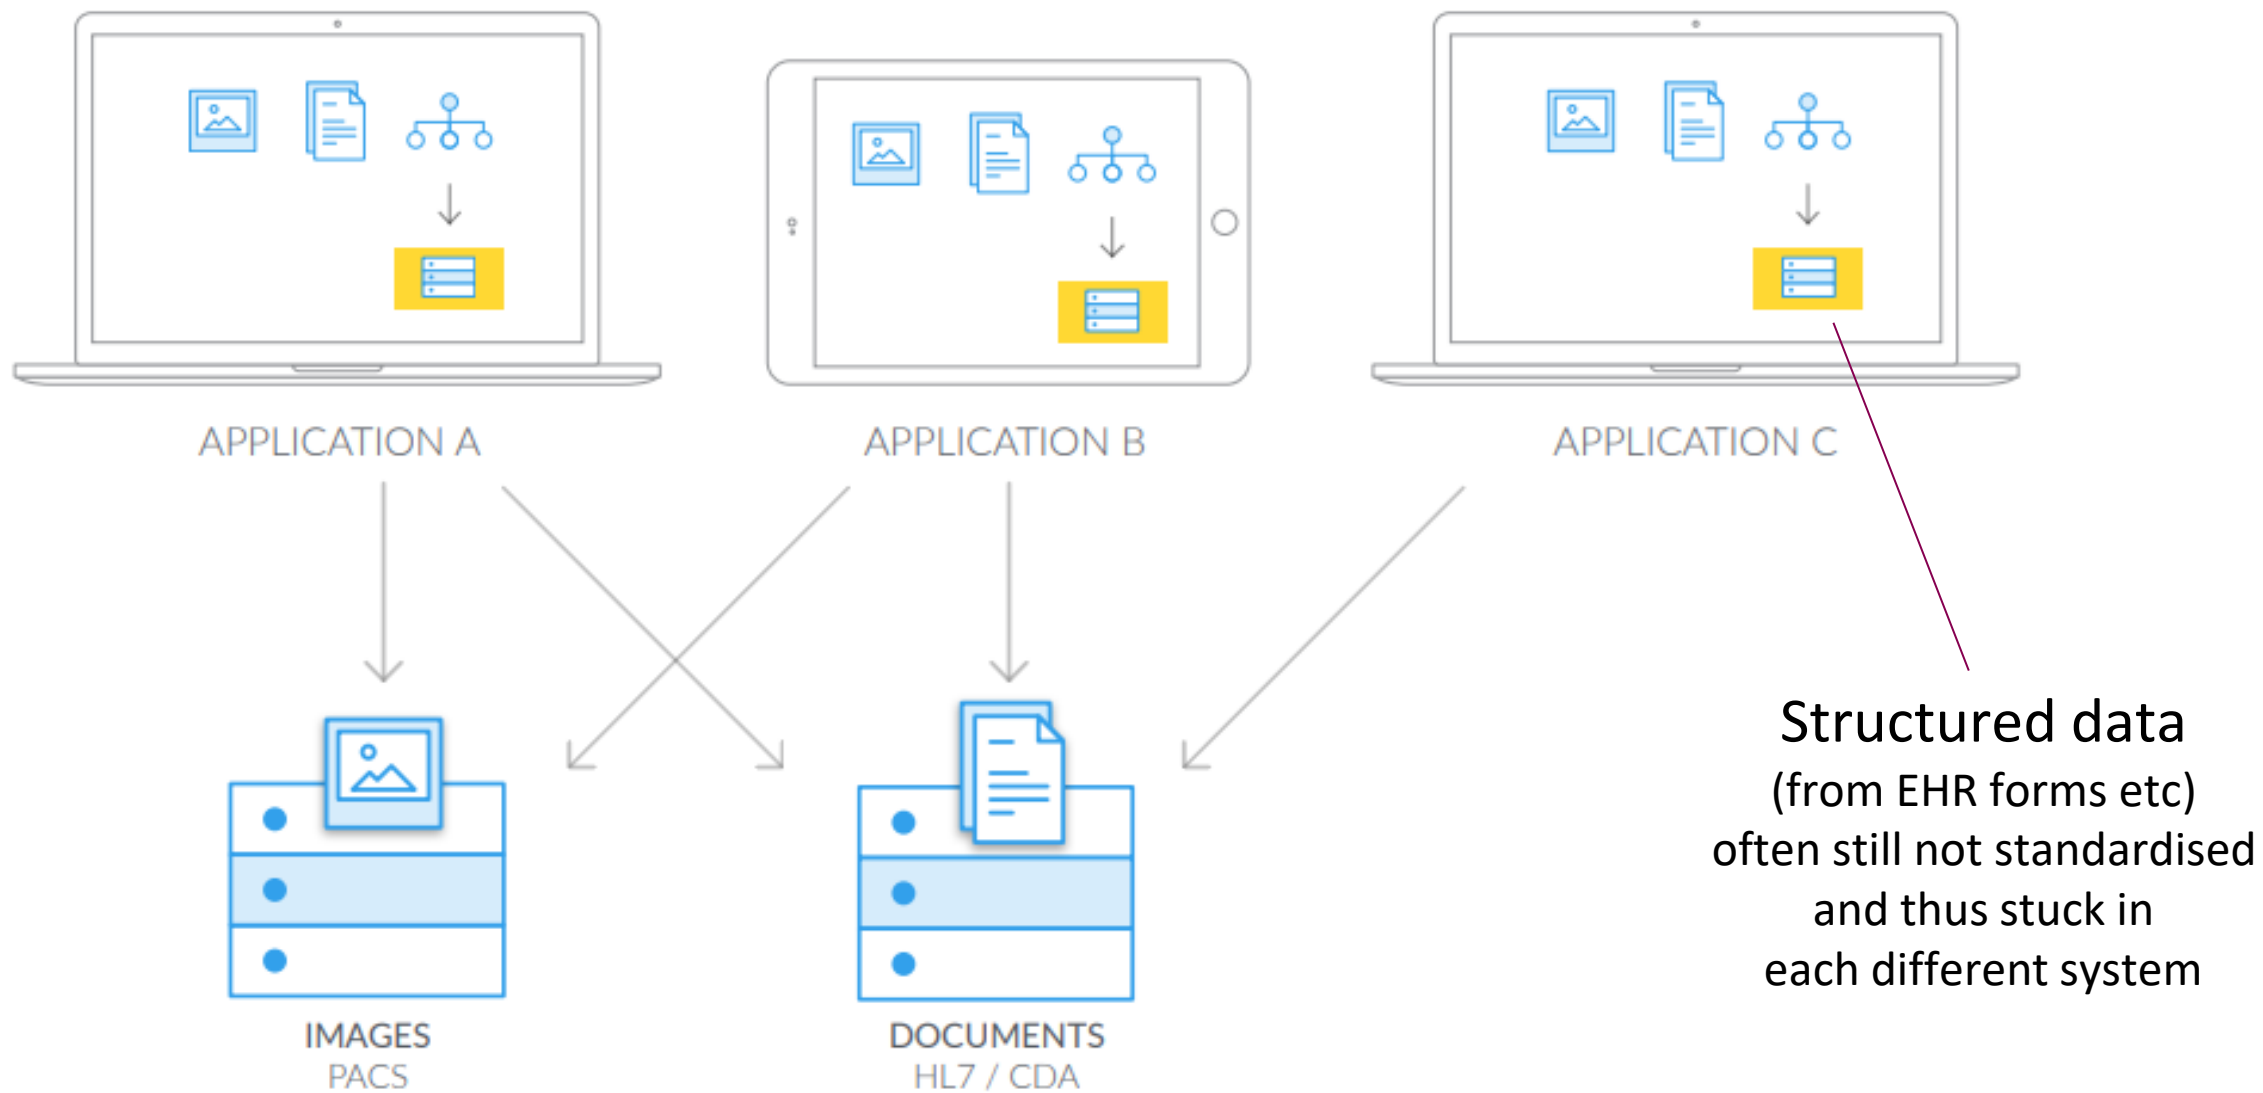 APPLICATION A
APPLICATION B
APPLICATION C
Structured data
(from EHR forms etc)
often still not standardised
and thus stuck in
each different system
IMAGES
PACS
DOCUMENTS
HL7 / CDA